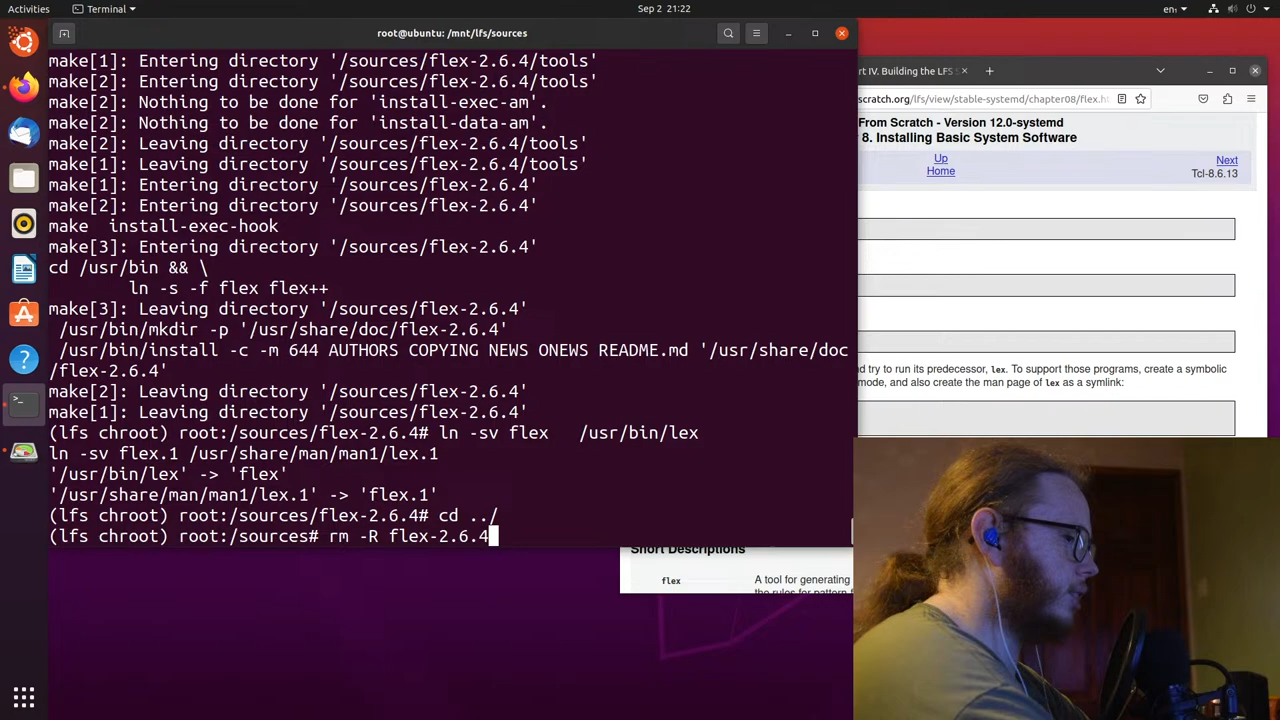 Activities
Terminal
Sep 2 21:22
en
root@ubuntu: /mnt/lfs/sources
make[1]: Entering directory '/sources/flex-2.6.4/tools'
make[2]: Entering directory '/sources/flex-2.6.4/tools'
make[2]: Nothing to be done for 'install-exec-am'.
make[2]: Nothing to be done for 'install-data-am'.
make[2]: Leaving directory '/sources/flex-2.6.4/tools'
make[1]: Leaving directory '/sources/flex-2.6.4/tools'
make[1]: Entering directory '/sources/flex-2.6.4'
make[2]: Entering directory '/sources/flex-2.6.4'
make  install-exec-hook
make[3]: Entering directory '/sources/flex-2.6.4'
cd /usr/bin && \
ln -s -f flex flex++
make[3]: Leaving directory '/sources/flex-2.6.4'
/usr/bin/mkdir -p '/usr/share/doc/flex-2.6.4'
/usr/bin/install -c -m 644 AUTHORS COPYING NEWS ONEWS README.md '/usr/share/doc
/flex-2.6.4'
make[2]: Leaving directory '/sources/flex-2.6.4'
make[1]: Leaving directory '/sources/flex-2.6.4'
(lfs chroot) root:/sources/flex-2.6.4# ln -sv flex   /usr/bin/lex
ln -sv flex.1 /usr/share/man/man1/lex.1
'/usr/bin/lex' -> 'flex'
'/usr/share/man/man1/lex.1' -> 'flex.1'
(lfs chroot) root:/sources/flex-2.6.4# cd ../
(lfs chroot) root:/sources# rm -R flex-2.6.4
art IV. Building the LFS S
scratch.org/lfs/view/stable-systemd/chapter08/flex.h
From Scratch - Version 12.0-systemd
8. Installing Basic System Software
Up
Home
Next
Tcl-8.6.13
d try to run its predecessor, lex. To support those programs, create a symbolic
mode, and also create the man page of lex as a symlink:
Short Descriptions
flex
A tool for generating
the rules for pattern-